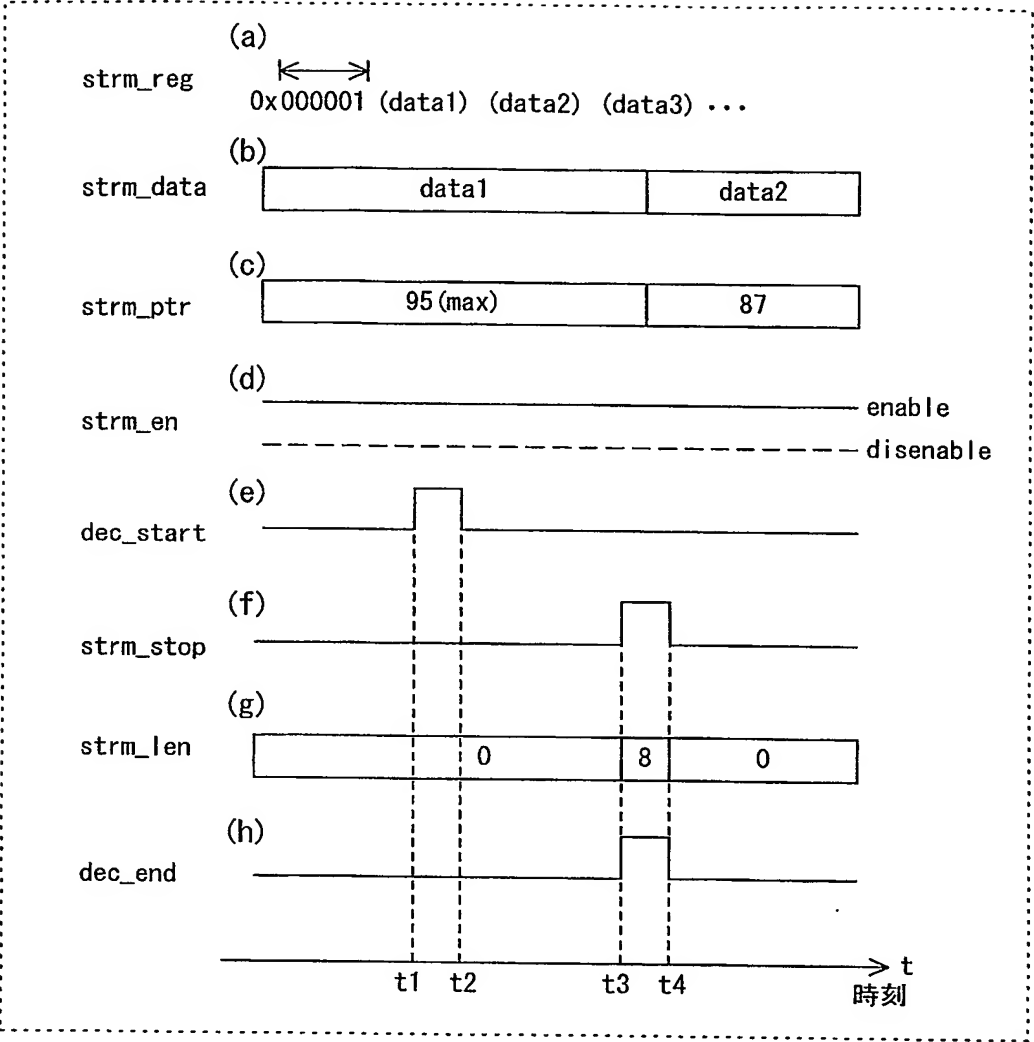 (a)
strm_reg
0x000001 (data1) (data2) (data3) ･･･
(b)
strm_data data1 data2
(c)
strm_ptr 95(max) 87
(d)
strm_en enable
disenable
(e)
dec_start
(f)
strm_stop
(g)
strm_len 0 8 0
(h)
dec_end
t1 t2 t3 t4 t
時刻